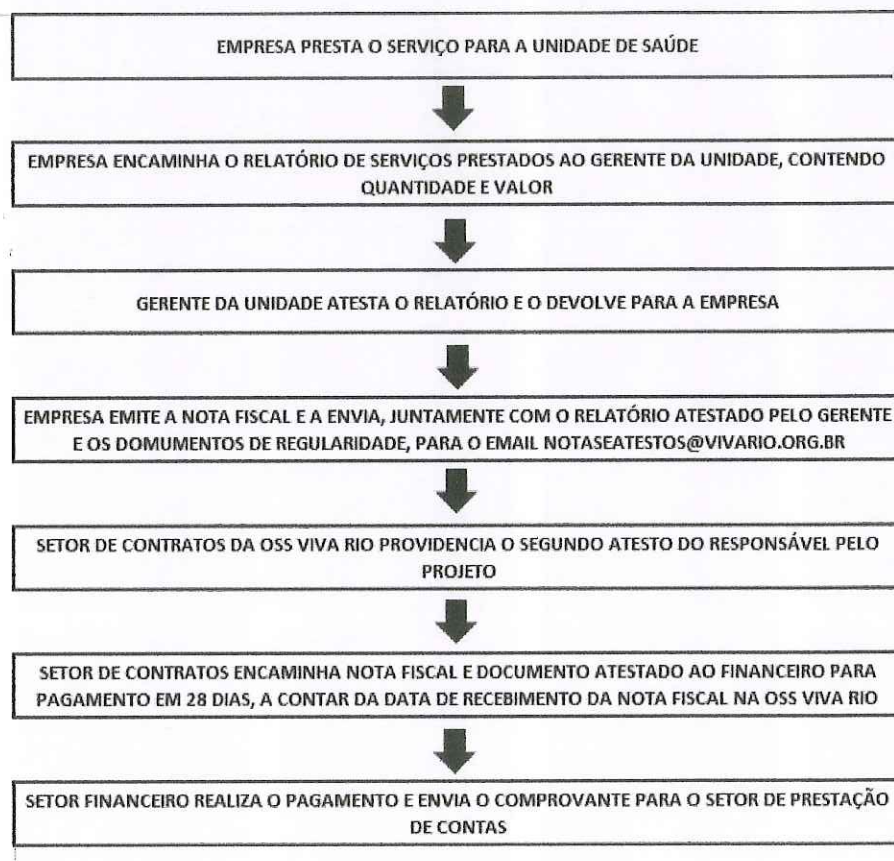 EMPRESA PRESTA O SERVIÇO PARA A UNIDADE DE SAÚDE
EMPRESA ENCAMINHA O RELATÓRIO DE SERVIÇOS PRESTADOS AO GERENTE DA UNIDADE, CONTENDO
QUANTIDADE E VALOR
GERENTE DA UNIDADE ATESTA O RELATÓRIO E O DEVOLVE PARA A EMPRESA
EMPRESA EMITE A NOTA FISCAL E A ENVIA, JUNTAMENTE COM O RELATÓRIO ATESTADO PELO GERENTE
E OS DOMUMENTOS DE REGULARIDADE, PARA O EMAIL NOTASEATESTOS@VIVARIO.ORG.BR
SETOR DE CONTRATOS DA OSS VIVA RIO PROVIDENCIA O SEGUNDO ATESTO DO RESPONSÁVEL PELO
PROJETO
SETOR DE CONTRATOS ENCAMINHA NOTA FISCAL E DOCUMENTO ATESTADO AO FINANCEIRO PARA
PAGAMENTO EM 28 DIAS, A CONTAR DA DATA DE RECEBIMENTO DA NOTA FISCAL NA OSS VIVA RIO
SETOR FINANCEIRO REALIZA O PAGAMENTO E ENVIA O COMPROVANTE PARA O SETOR DE PRESTAÇÃO
DE CONTAS